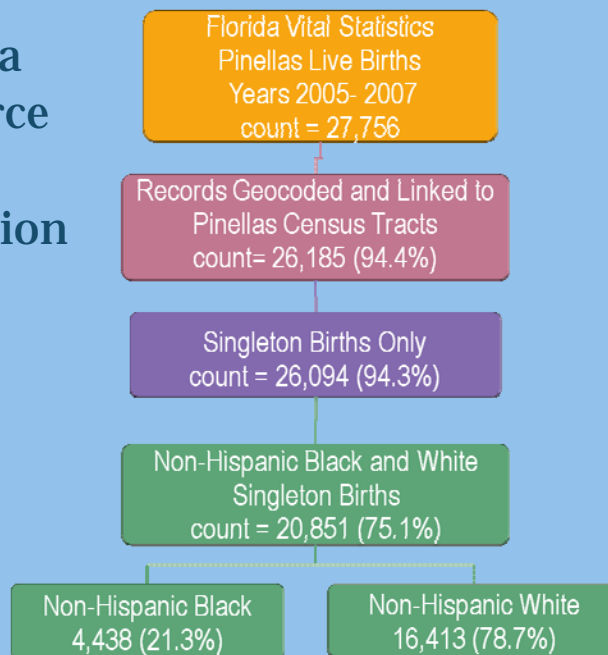 a
rce
ion
Florida Vital Statistics
Pinellas Live Births
Years 2005- 2007
count = 27,756
Records Geocoded and Linked to
Pinellas Census Tracts
count= 26,185 (94.4%)
Singleton Births Only
count = 26,094 (94.3%)
Non-Hispanic Black and White
Singleton Births
count = 20,851 (75.1%)
Non-Hispanic Black
4,438 (21.3%)
Non-Hispanic White
16,413 (78.7%)